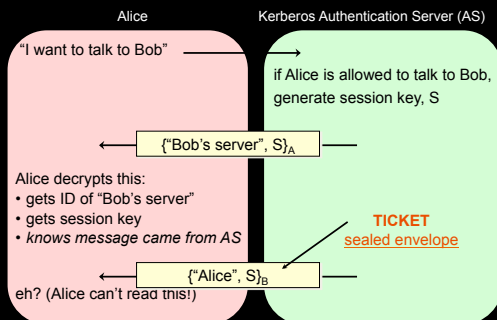 Alice
Kerberos Authentication Server (AS)
“I want to talk to Bob”
if Alice is allowed to talk to Bob,
generate session key, S
{“Bob’s server”, S}A
Alice decrypts this:
• gets ID of “Bob’s server”
• gets session key
• knows message came from AS
TICKET
sealed envelope
{“Alice”, S}B
eh? (Alice can’t read this!)